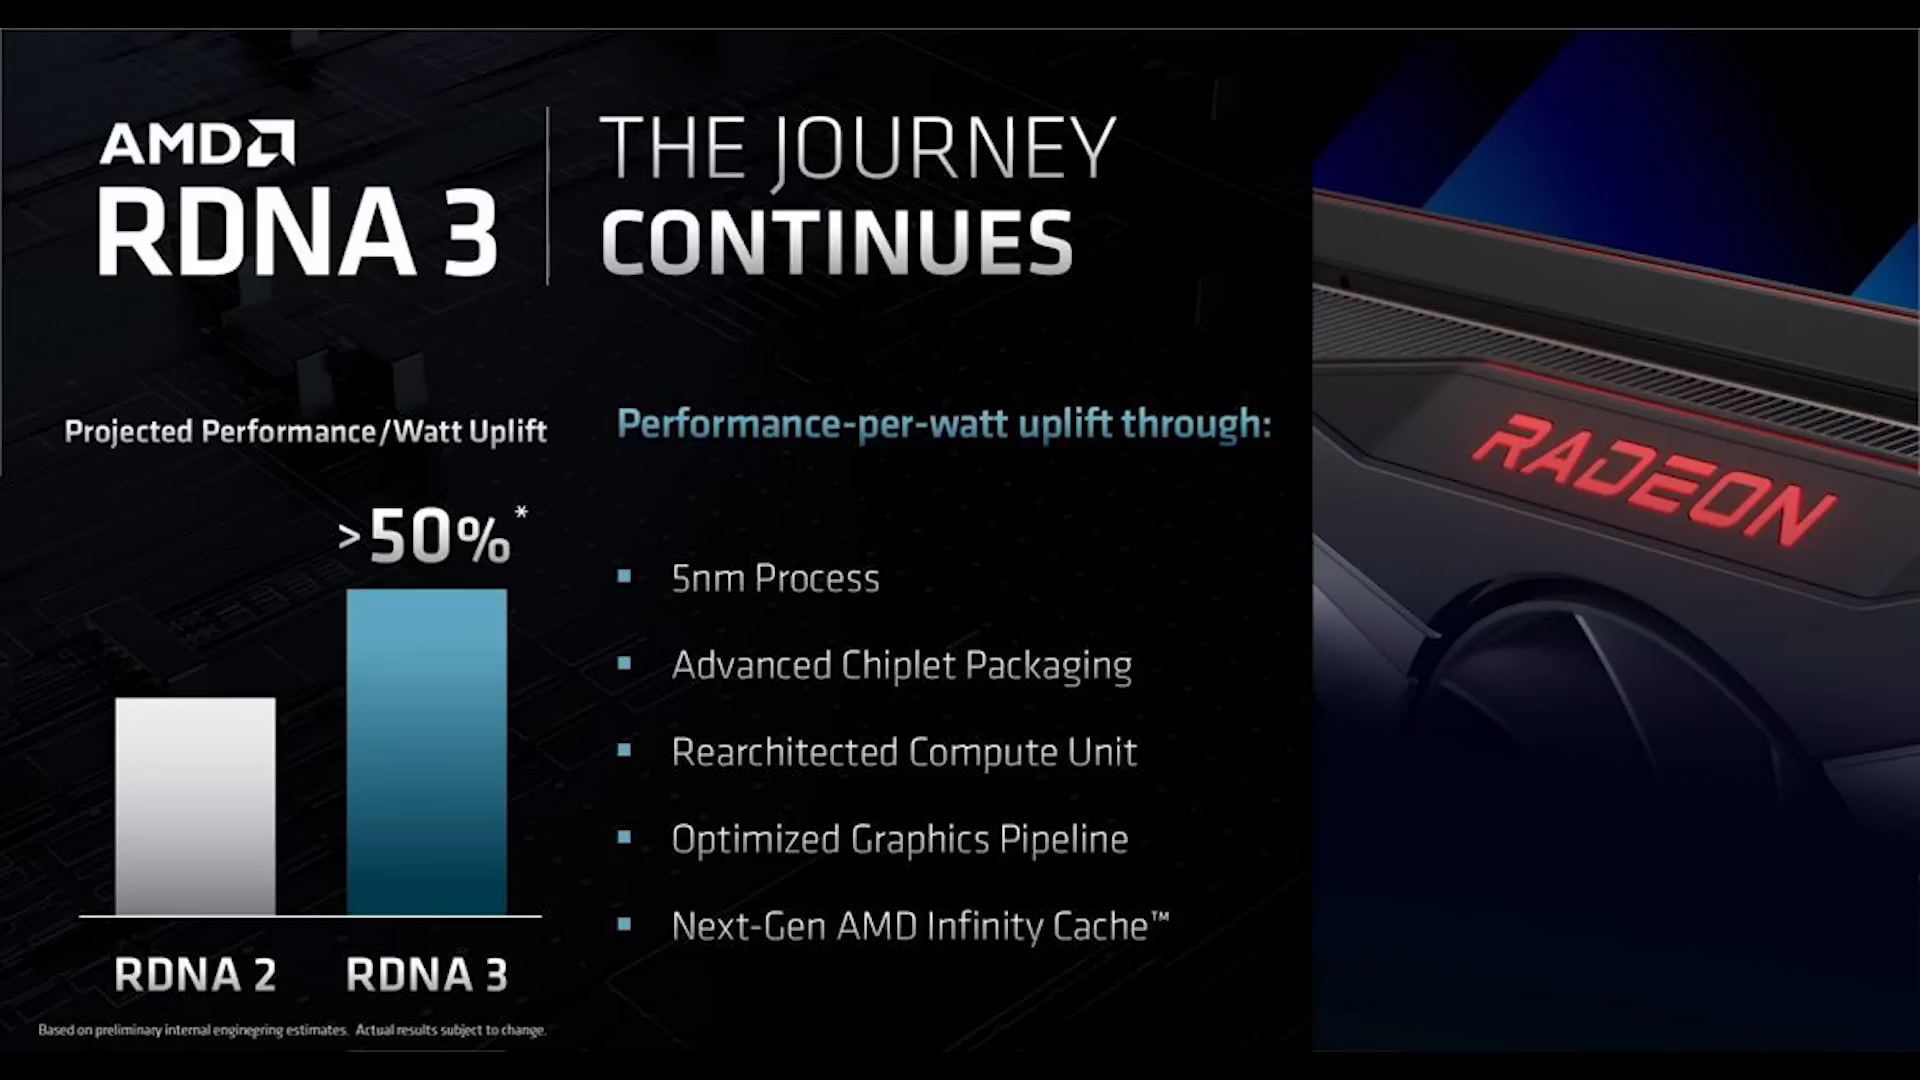 AMD
RDNA 3
THE JOURNEY
CONTINUES
Projected Performance/Watt Uplift
>50%*
RDNA 2
RDNA 3
Based on preliminary internal engineering estimates. Actual results subject to change.
Performance-per-watt uplift through:
▪ 5nm Process
▪ Advanced Chiplet Packaging
▪ Rearchitected Compute Unit
▪ Optimized Graphics Pipeline
▪ Next-Gen AMD Infinity Cache™
RADEON